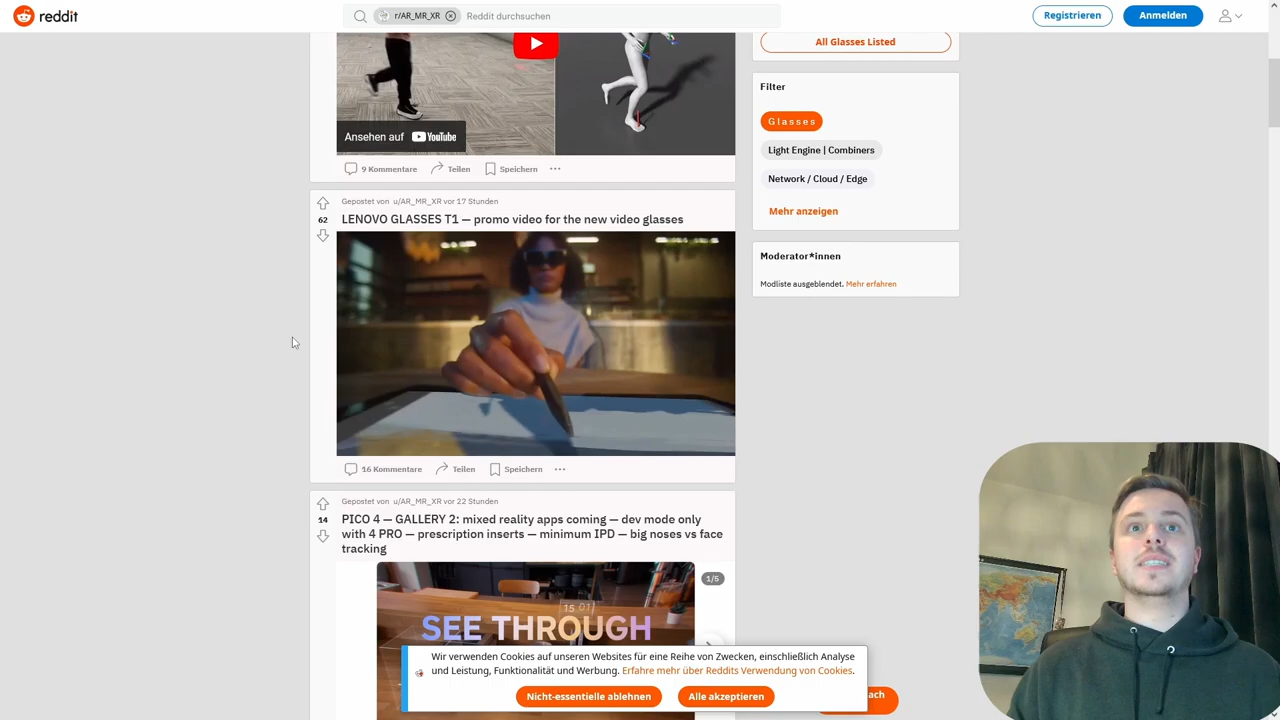 reddit
r/AR_MR_XR
Reddit durchsuchen
Registrieren
Anmelden
All Glasses Listed
Filter
Glasses
Light Engine | Combiners
Network / Cloud / Edge
Mehr anzeigen
Moderator*innen
Modliste ausgeblendet. Mehr erfahren
Ansehen auf YouTube
9 Kommentare
Teilen
Speichern
Gepostet von u/AR_MR_XR vor 17 Stunden
62
LENOVO GLASSES T1 — promo video for the new video glasses
16 Kommentare
Teilen
Speichern
Gepostet von u/AR_MR_XR vor 22 Stunden
14
PICO 4 — GALLERY 2: mixed reality apps coming — dev mode only
with 4 PRO — prescription inserts — minimum IPD — big noses vs face
tracking
1/5
15 01
SEE THROUGH
Wir verwenden Cookies auf unseren Websites für eine Reihe von Zwecken, einschließlich Analyse
und Leistung, Funktionalität und Werbung. Erfahre mehr über Reddits Verwendung von Cookies.
Nicht-essentielle ablehnen
Alle akzeptieren